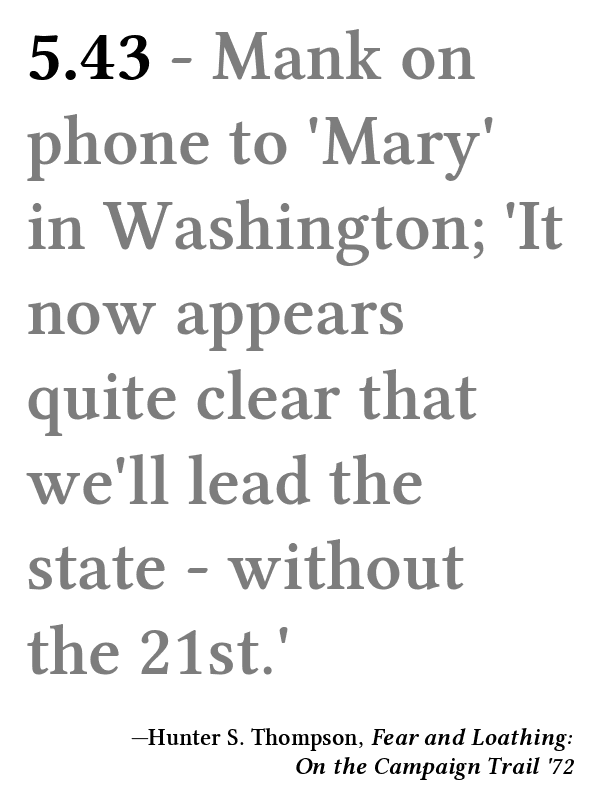 5.43 - Mank on
phone to 'Mary'
in Washington; 'It
now appears
quite clear that
we'll lead the
state - without
the 21st.'
—Hunter S. Thompson, Fear and Loathing:
On the Campaign Trail '72